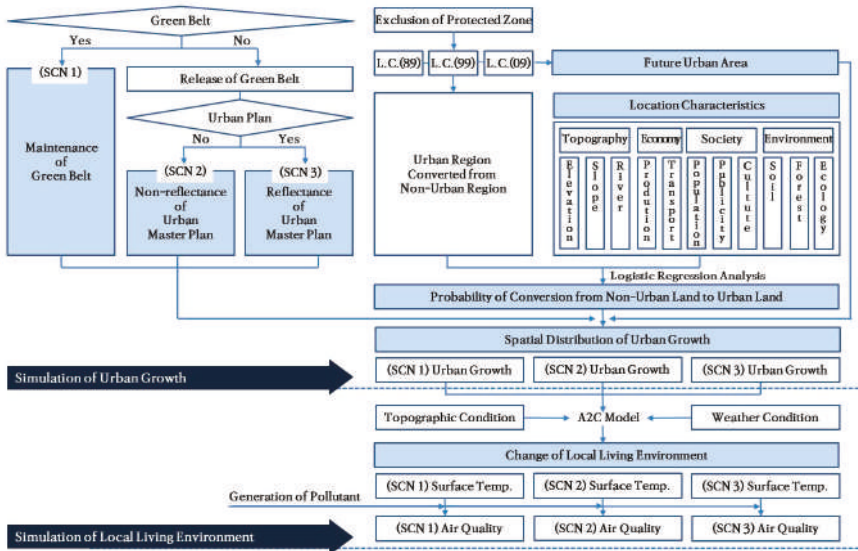 Green Belt
Yes
No
(SCN 1)
Maintenance
of
Green Belt
Release of Green Belt
Urban Plan
No
Yes
(SCN 2)
Non-reflectance
of
Urban
Master Plan
(SCN 3)
Reflectance
of
Urban
Master Plan
Exclusion of Protected Zone
L.C.(89)
L.C.(99)
L.C.(09)
Future Urban Area
Urban Region
Converted from
Non-Urban Region
Location Characteristics
Topography
Economy
Society
Environment
Elevation
Slope
River
Prodution
Transport
Population
Publicity
Cultute
Soil
Forest
Ecology
Logistic Regression Analysis
Probability of Conversion from Non-Urban Land to Urban Land
Spatial Distribution of Urban Growth
Simulation of Urban Growth
(SCN 1) Urban Growth
(SCN 2) Urban Growth
(SCN 3) Urban Growth
Topographic Condition
A2C Model
Weather Condition
Change of Local Living Environment
(SCN 1) Surface Temp.
(SCN 2) Surface Temp.
(SCN 3) Surface Temp.
Generation of Pollutant
Simulation of Local Living Environment
(SCN 1) Air Quality
(SCN 2) Air Quality
(SCN 3) Air Quality